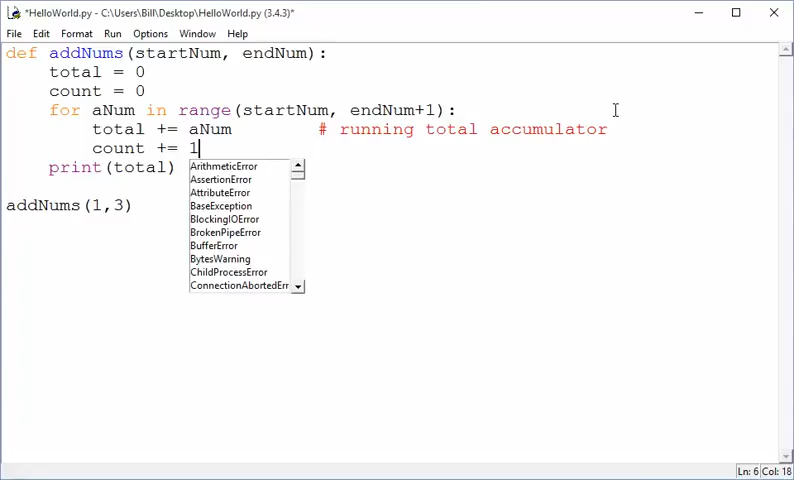 *HelloWorld.py - C:\Users\Bill\Desktop\HelloWorld.py (3.4.3)*
File Edit Format Run Options Window Help
def addNums(startNum, endNum):
    total = 0
    count = 0
    for aNum in range(startNum, endNum+1):
        total += aNum        # running total accumulator
        count += 1
    print(total)
ArithmeticError
AssertionError
AttributeError
BaseException
BlockingIOError
BrokenPipeError
BufferError
BytesWarning
ChildProcessError
ConnectionAbortedErr
addNums(1,3)
Ln: 6 Col: 18